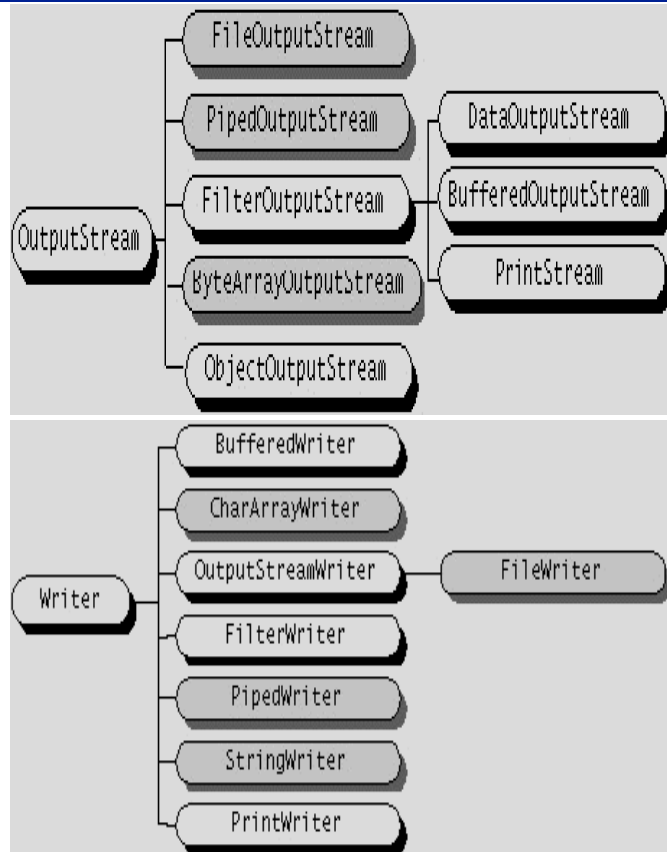 FileOutputStream
PipedOutputStream
DataOutputStream
FilterOutputStream
BufferedOutputStream
OutputStream
ByteArrayOutputStream
PrintStream
ObjectOutputStream
BufferedWriter
CharArrayWriter
OutputStreamWriter
FileWriter
Writer
FilterWriter
PipedWriter
StringWriter
PrintWriter